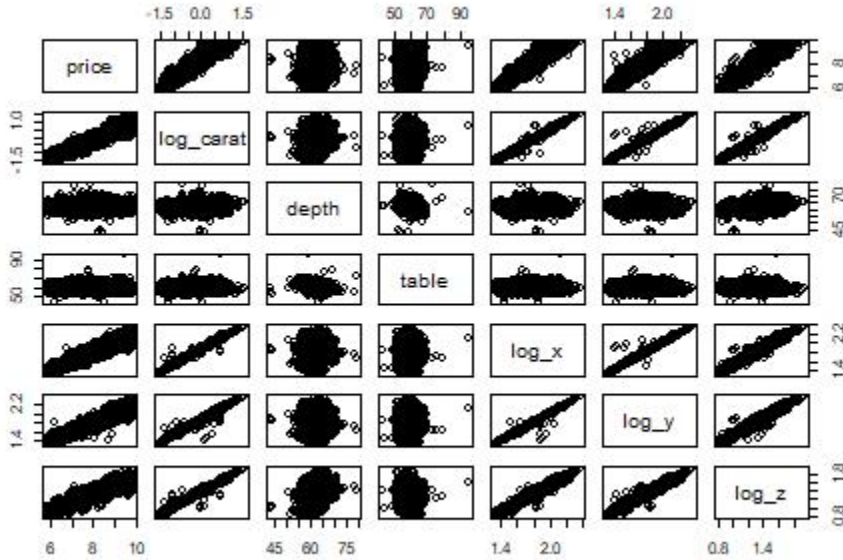 -1.5 0.0 1.5 50 60 70 90 1.4 2.0
price 6 8
-1.5 1.0 log_carat
depth 45 70
50 90 table
log_x 1.4 2.2
1.4 2.2 log_y
log_z 0.8 1.8
6 8 10 45 60 75 1.4 2.0 0.8 1.4